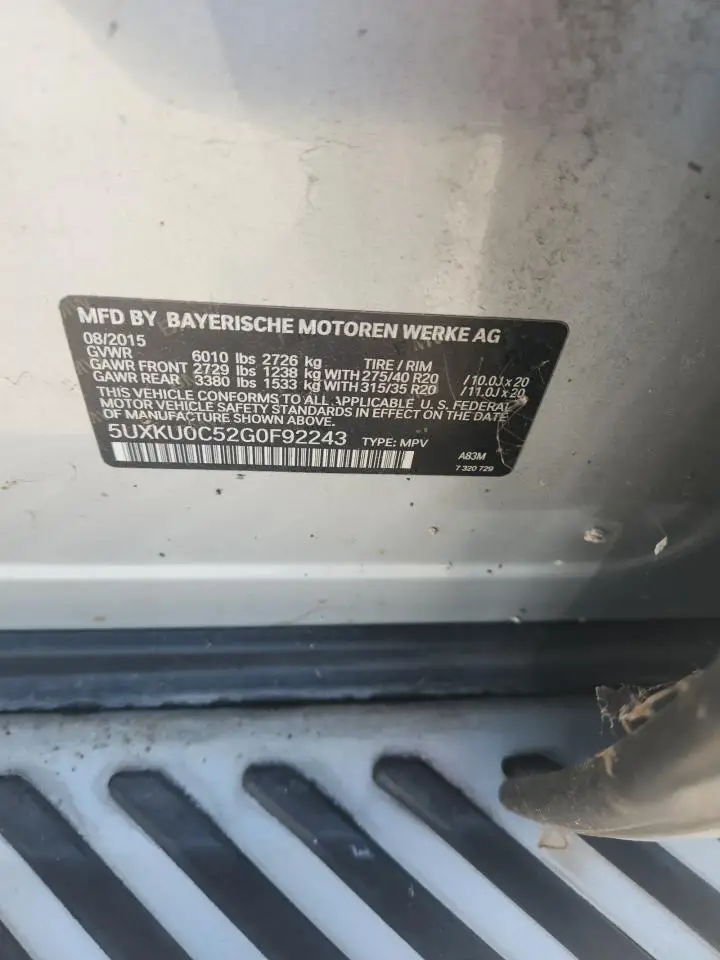 MFD BY BAYERISCHE MOTOREN WERKE AG
08/2015
GVWR 6010 lbs 2726 kg TIRE / RIM
GAWR FRONT 2729 lbs 1238 kg WITH 275/40 R20 /10.0J x 20
GAWR REAR 3380 lbs 1533 kg WITH 315/35 R20 /11.0J x 20
THIS VEHICLE CONFORMS TO ALL APPLICABLE U.S. FEDERAL
MOTOR VEHICLE SAFETY STANDARDS IN EFFECT ON THE DATE
OF MANUFACTURE SHOWN ABOVE.
5UXKU0C52G0F92243 TYPE: MPV
A83M
7 320 729